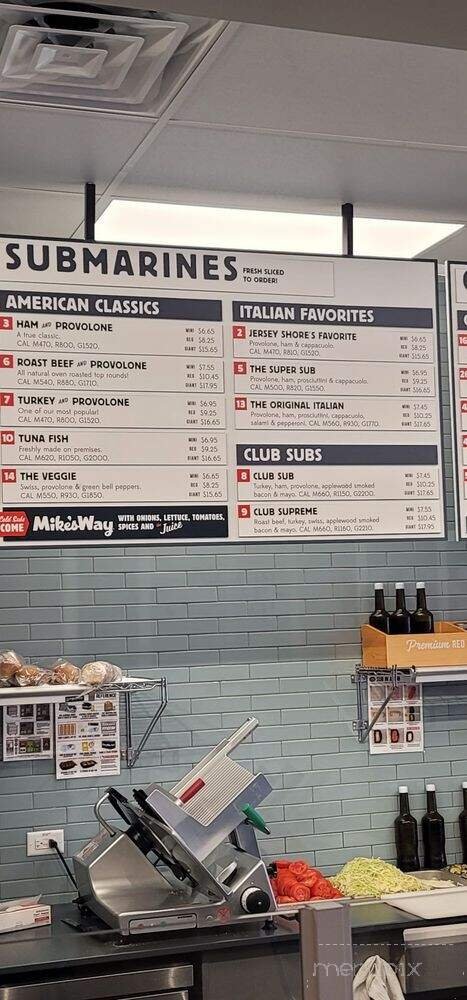 SUBMARINES FRESH SLICED TO ORDER!
AMERICAN CLASSICS
3 HAM AND PROVOLONE
A true classic.
CAL M470, R800, G1520.
MINI $6.65
REG $8.25
GIANT $15.65
6 ROAST BEEF AND PROVOLONE
All natural oven roasted top rounds!
CAL M540, R880, G1710.
MINI $7.55
REG $10.45
GIANT $17.95
7 TURKEY AND PROVOLONE
One of our most popular!
CAL M470, R800, G1520.
MINI $6.95
REG $9.25
GIANT $16.65
10 TUNA FISH
Freshly made on premises.
CAL M620, R1050, G2000.
MINI $6.95
REG $9.25
GIANT $16.65
14 THE VEGGIE
Swiss, provolone & green bell peppers.
CAL M550, R930, G1850.
MINI $6.65
REG $8.25
GIANT $15.65
COME Mike's Way WITH ONIONS, LETTUCE, TOMATOES,
SPICES AND Juice
ITALIAN FAVORITES
2 JERSEY SHORE'S FAVORITE
Provolone, ham & cappacuolo.
CAL M470, R810, G1520.
MINI $6.65
REG $8.25
GIANT $15.65
5 THE SUPER SUB
Provolone, ham, prosciuttini & cappacuolo.
CAL M500, R820, G1550.
MINI $6.95
REG $9.25
GIANT $16.65
13 THE ORIGINAL ITALIAN
Provolone, ham, prosciuttini, cappacuolo,
salami & pepperoni. CAL M560, R930, G1770.
MINI $7.45
REG $10.25
GIANT $17.65
CLUB SUBS
8 CLUB SUB
Turkey, ham, provolone, applewood smoked
bacon & mayo. CAL M660, R1150, G2200.
MINI $7.45
REG $10.25
GIANT $17.65
9 CLUB SUPREME
Roast beef, turkey, swiss, applewood smoked
bacon & mayo. CAL M660, R1160, G2210.
MINI $7.55
REG $10.45
GIANT $17.95
Premium RED
menupix